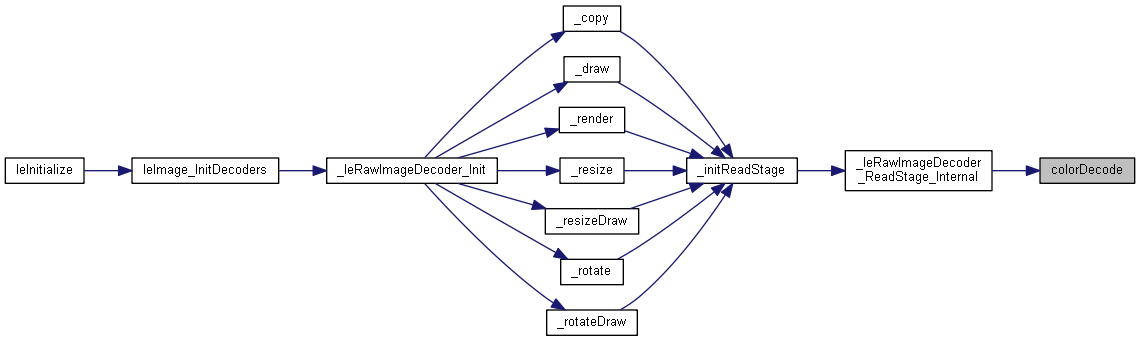 _copy
_draw
_render
leInitialize
leImage_InitDecoders
_leRawImageDecoder_Init
_resize
_initReadStage
_leRawImageDecoder
_ReadStage_Internal
colorDecode
_resizeDraw
_rotate
_rotateDraw